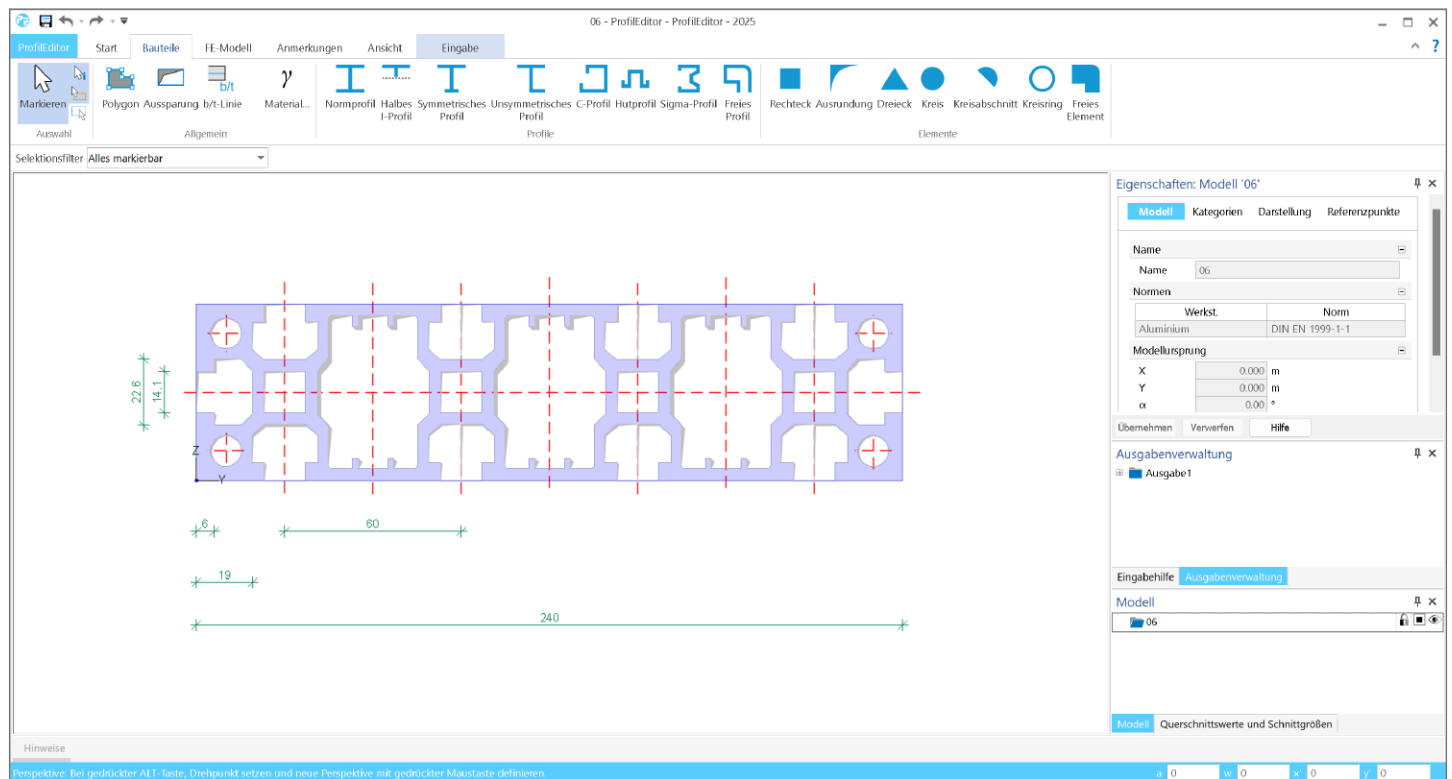 06 - ProfilEditor - ProfilEditor - 2025
ProfilEditor Start Bauteile FE-Modell Anmerkungen Ansicht Eingabe
?
b/t γ
Markieren Polygon Aussparung b/t-Linie Material... Normprofil Halbes I-Profil Symmetrisches Profil Unsymmetrisches Profil C-Profil Hutprofil Sigma-Profil Freies Profil Rechteck Ausrundung Dreieck Kreis Kreisabschnitt Kreisring Freies Element
Auswahl Allgemein Profile Elemente
Selektionsfilter Alles markierbar
Eigenschaften: Modell '06'
Modell Kategorien Darstellung Referenzpunkte
Name
Name 06
Normen
Werkst. Norm
Aluminium DIN EN 1999-1-1
Modellursprung
X 0.000 m
Y 0.000 m
α 0.00 °
Übernehmen Verwerfen Hilfe
Ausgabenverwaltung
Ausgabe1
Eingabehilfe Ausgabenverwaltung
Modell
06
Modell Querschnittswerte und Schnittgrößen
22.6
14.1
Z
Y
6
60
19
240
Hinweise
Perspektive: Bei gedrückter ALT-Taste, Drehpunkt setzen und neue Perspektive mit gedrückter Maustaste definieren.
a 0 w 0 x' 0 y' 0